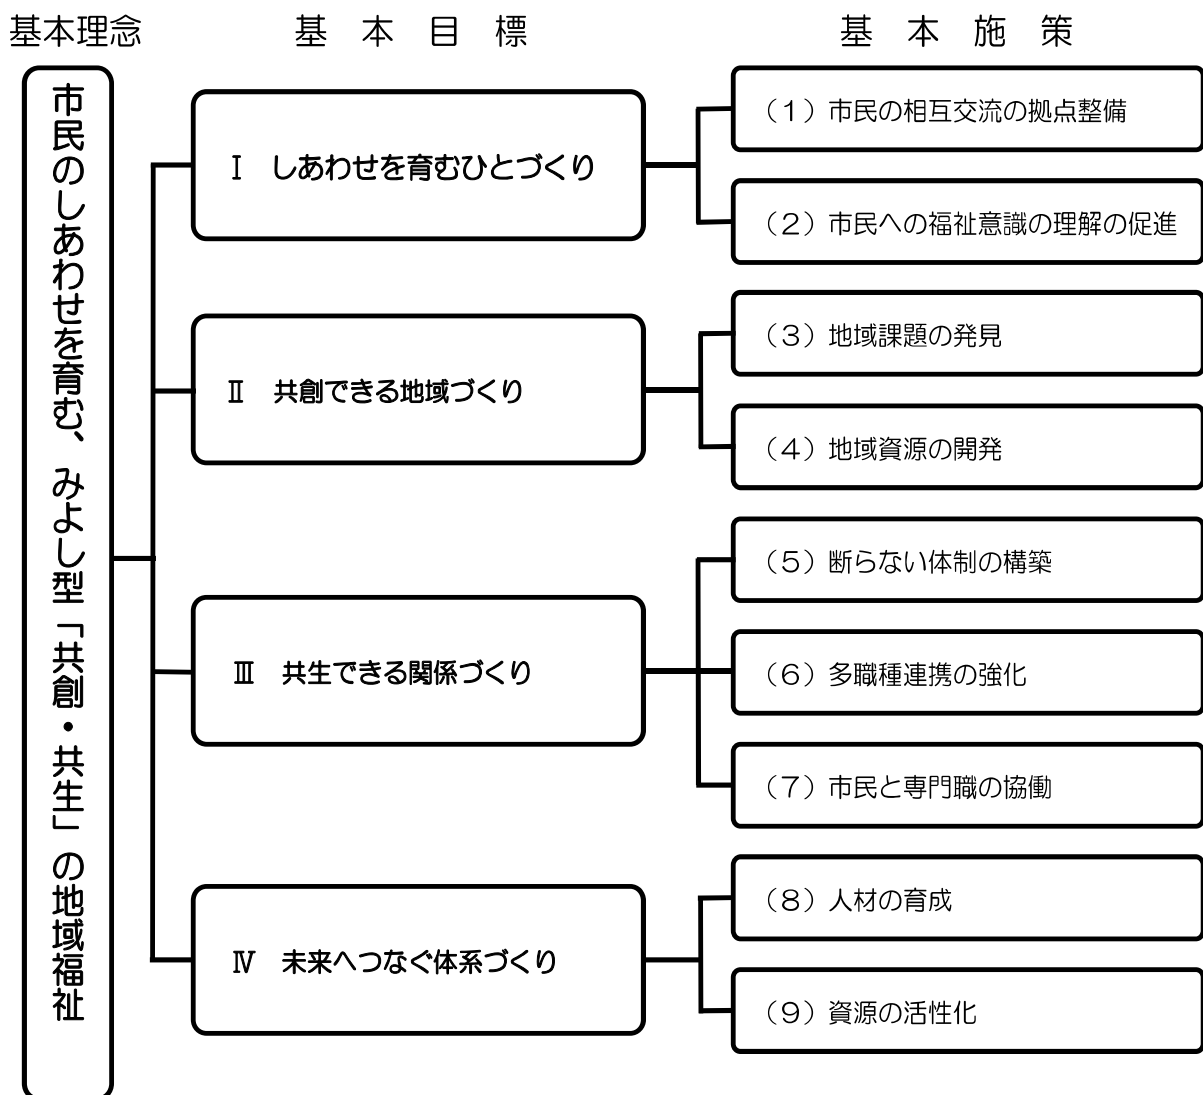 基本理念
基本目標
基本施策
市民のしあわせを育む、みよし型「共創・共生」の地域福祉
Ⅰ しあわせを育むひとづくり
（１）市民の相互交流の拠点整備
（２）市民への福祉意識の理解の促進
Ⅱ 共創できる地域づくり
（３）地域課題の発見
（４）地域資源の開発
Ⅲ 共生できる関係づくり
（５）断らない体制の構築
（６）多職種連携の強化
（７）市民と専門職の協働
Ⅳ 未来へつなぐ体系づくり
（８）人材の育成
（９）資源の活性化